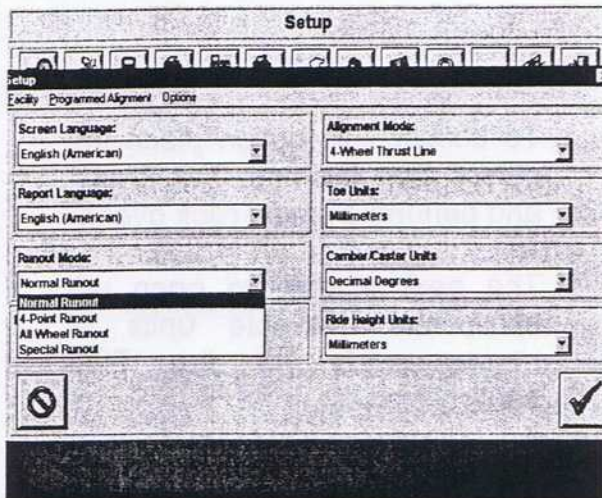 Setup
Setup
Facility Programmed Alignment Options
Screen Language:
English (American)
Report Language:
English (American)
Runout Mode:
Normal Runout
Normal Runout
4-Point Runout
All Wheel Runout
Special Runout
Alignment Mode:
4-Wheel Thrust Line
Toe Units:
Millimeters
Camber/Caster Units
Decimal Degrees
Ride Height Units:
Millimeters